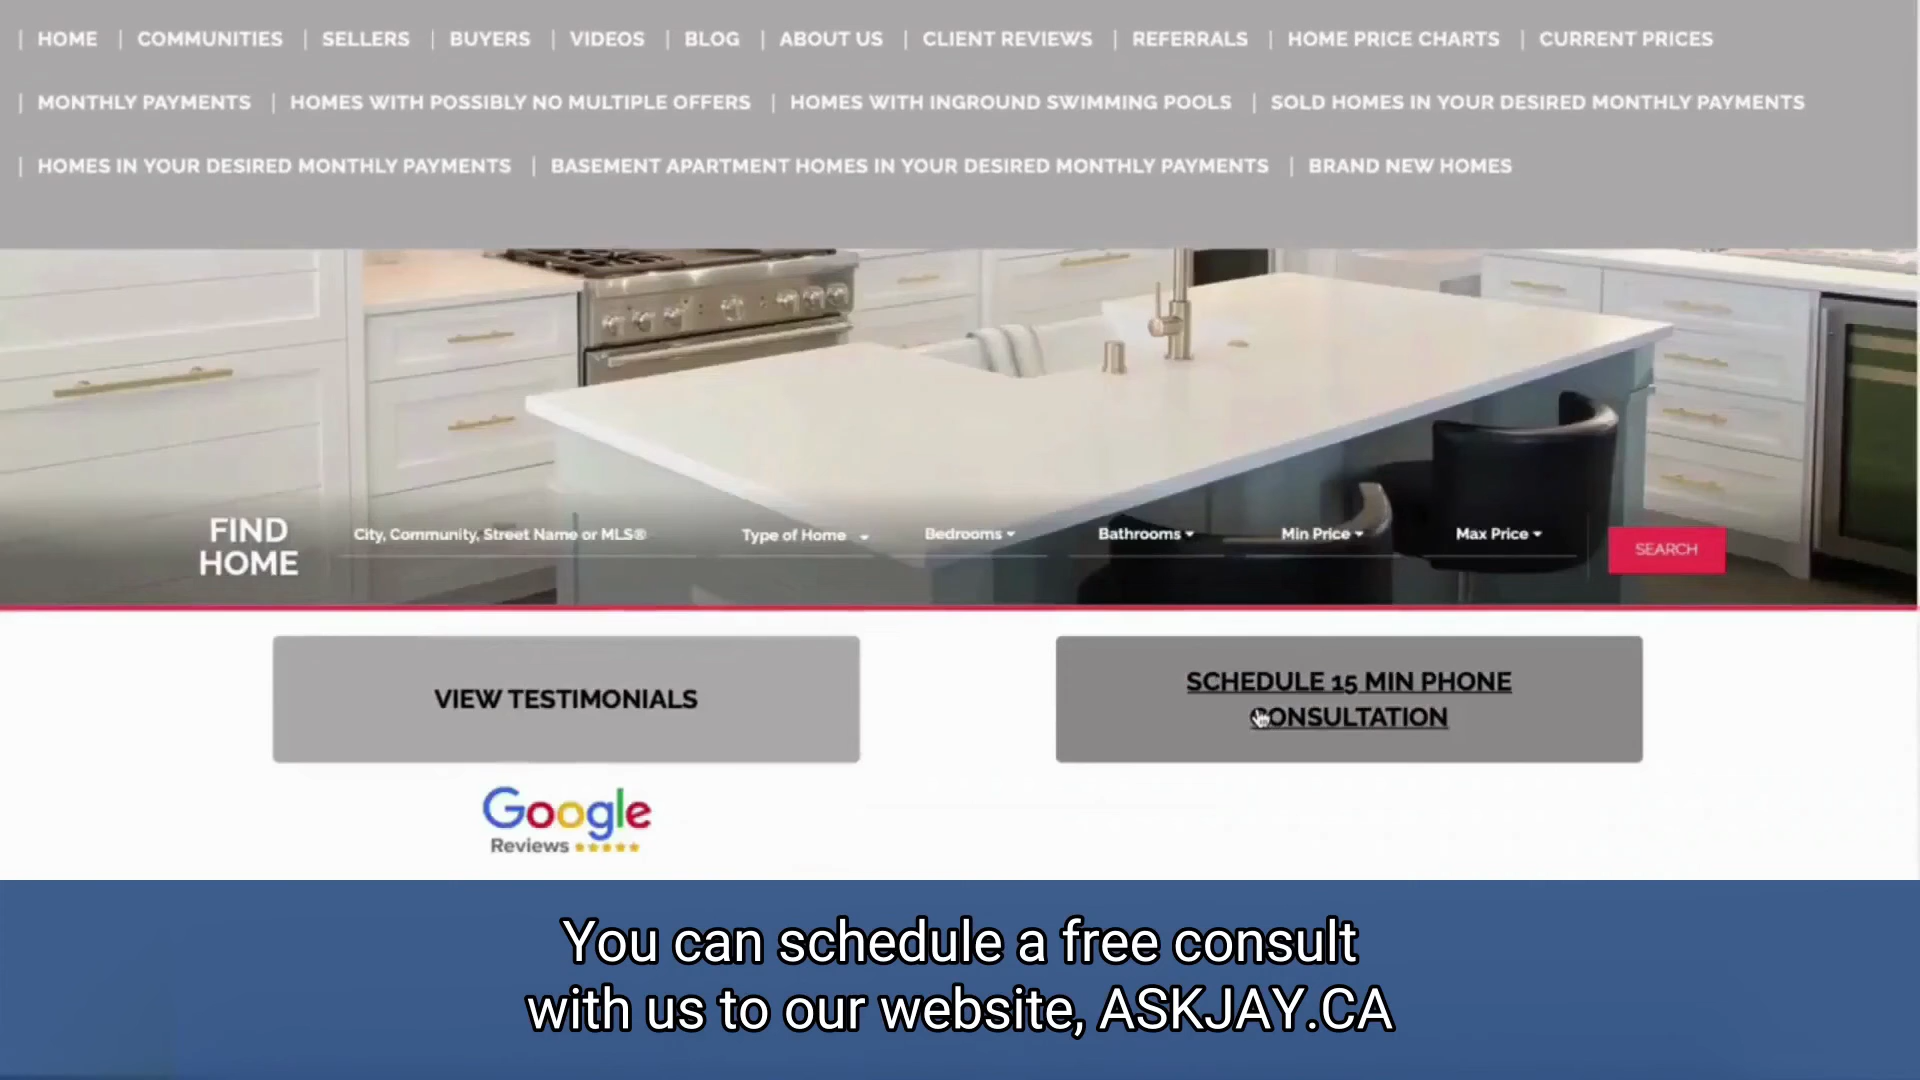 | HOME | COMMUNITIES | SELLERS | BUYERS | VIDEOS | BLOG | ABOUT US | CLIENT REVIEWS | REFERRALS | HOME PRICE CHARTS | CURRENT PRICES
| MONTHLY PAYMENTS | HOMES WITH POSSIBLY NO MULTIPLE OFFERS | HOMES WITH INGROUND SWIMMING POOLS | SOLD HOMES IN YOUR DESIRED MONTHLY PAYMENTS
| HOMES IN YOUR DESIRED MONTHLY PAYMENTS | BASEMENT APARTMENT HOMES IN YOUR DESIRED MONTHLY PAYMENTS | BRAND NEW HOMES
FIND
HOME
City, Community, Street Name or MLS® Type of Home Bedrooms Bathrooms Min Price Max Price SEARCH
VIEW TESTIMONIALS
SCHEDULE 15 MIN PHONE
CONSULTATION
Google
Reviews
You can schedule a free consult
with us to our website, ASKJAY.CA